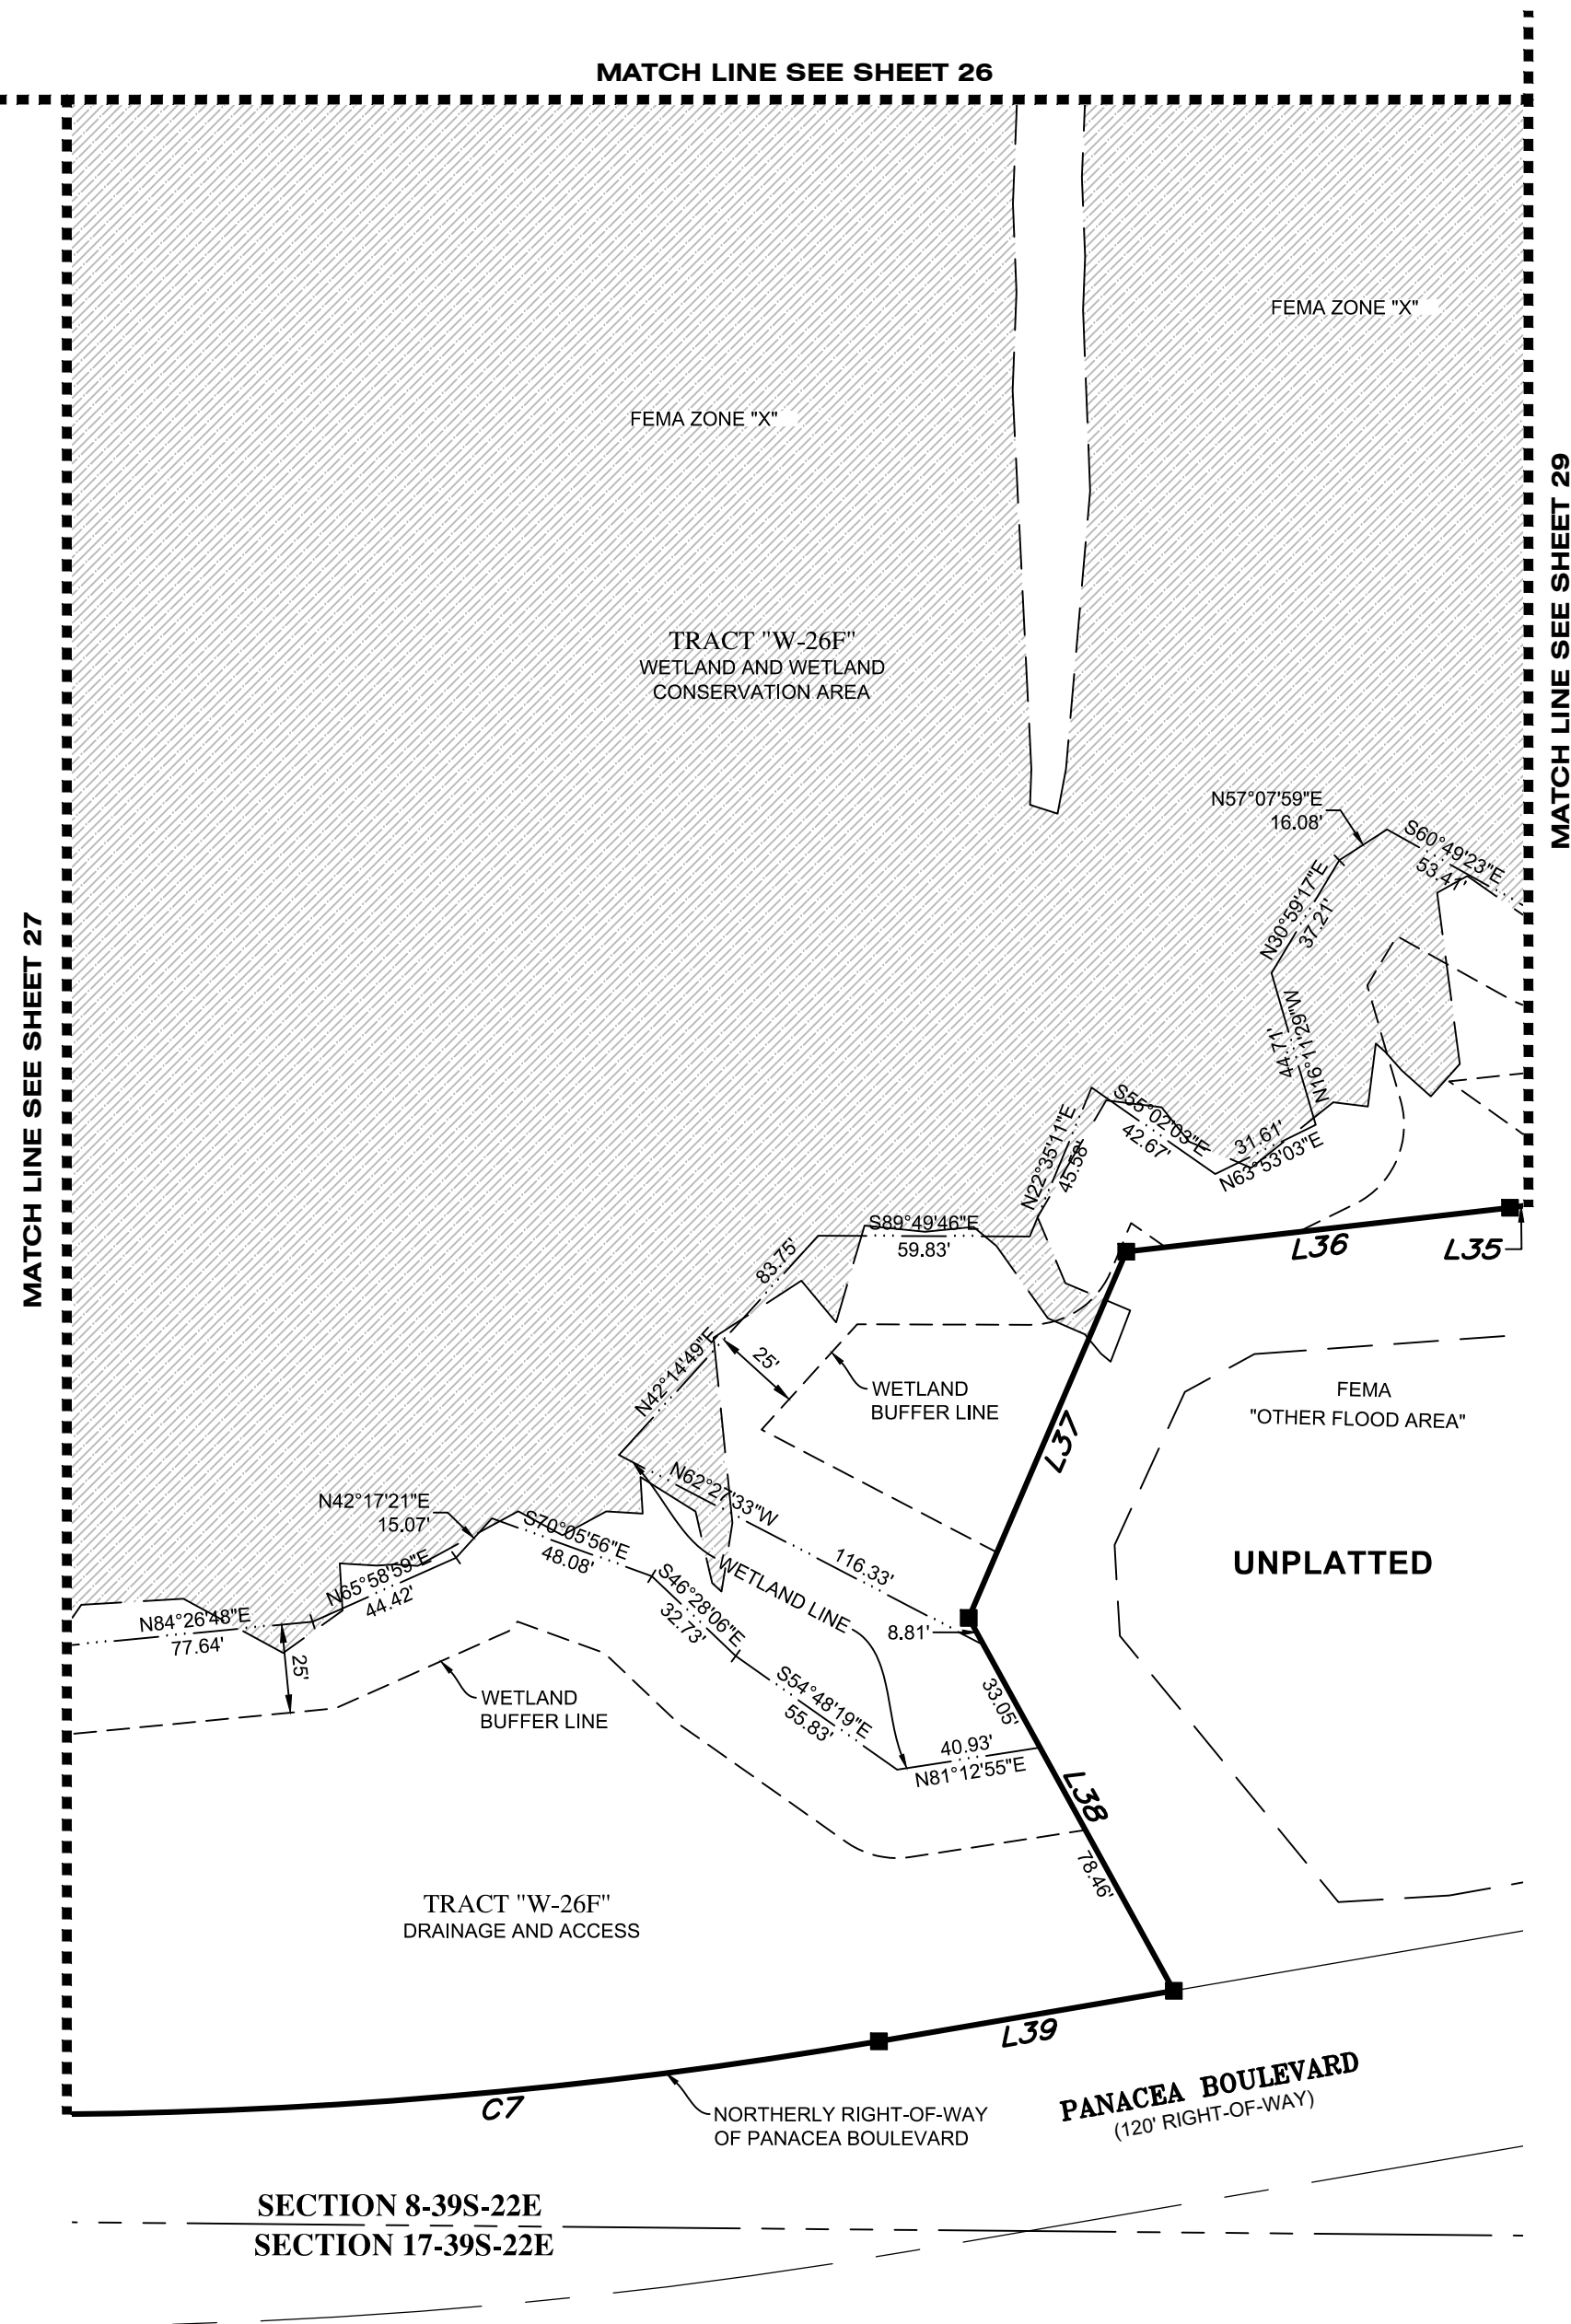 MATCH LINE SEE SHEET 26
MATCH LINE SEE SHEET 27
MATCH LINE SEE SHEET 29
FEMA ZONE "X"
FEMA ZONE "X"
TRACT "W-26F"
WETLAND AND WETLAND
CONSERVATION AREA
N57°07'59"E
16.08'
S60°49'23"E
53.41'
N30°59'17"E
37.21'
N16°11'29"W
44.71'
S55°02'03"E
42.67'
31.61'
N63°53'03"E
N22°35'11"E
45.58'
S89°49'46"E
59.83'
83.75'
N42°14'49"E
25'
WETLAND
BUFFER LINE
L36
L35
L37
FEMA
"OTHER FLOOD AREA"
UNPLATTED
N62°27'33"W
116.33'
N42°17'21"E
15.07'
S70°05'56"E
48.08'
N65°58'59"E
44.42'
N84°26'48"E
77.64'
25'
S46°28'06"E
32.73'
WETLAND LINE
8.81'
33.05'
S54°48'19"E
55.83'
40.93'
N81°12'55"E
WETLAND
BUFFER LINE
L38
78.46'
TRACT "W-26F"
DRAINAGE AND ACCESS
L39
C7
NORTHERLY RIGHT-OF-WAY
OF PANACEA BOULEVARD
PANACEA BOULEVARD
(120' RIGHT-OF-WAY)
SECTION 8-39S-22E
SECTION 17-39S-22E